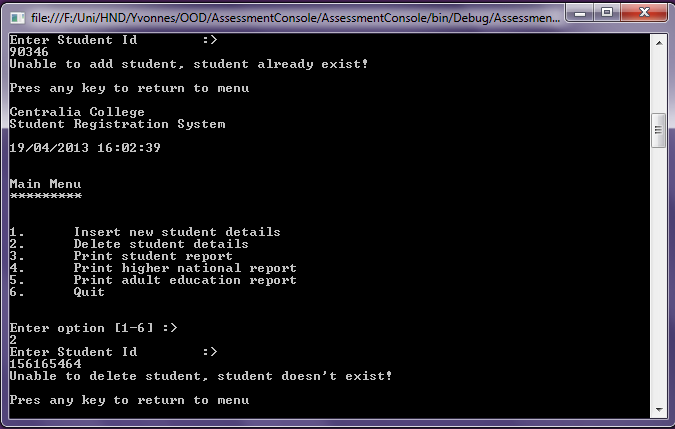 file:///F:/Uni/HND/Yvonnes/OOD/AssessmentConsole/AssessmentConsole/bin/Debug/Assessmen...
Enter Student Id :>
90346
Unable to add student, student already exist!
Pres any key to return to menu
Centralia College
Student Registration System
19/04/2013 16:02:39
Main Menu
*********
1. Insert new student details
2. Delete student details
3. Print student report
4. Print higher national report
5. Print adult education report
6. Quit
Enter option [1-6] :>
2
Enter Student Id :>
156165464
Unable to delete student, student doesn't exist!
Pres any key to return to menu